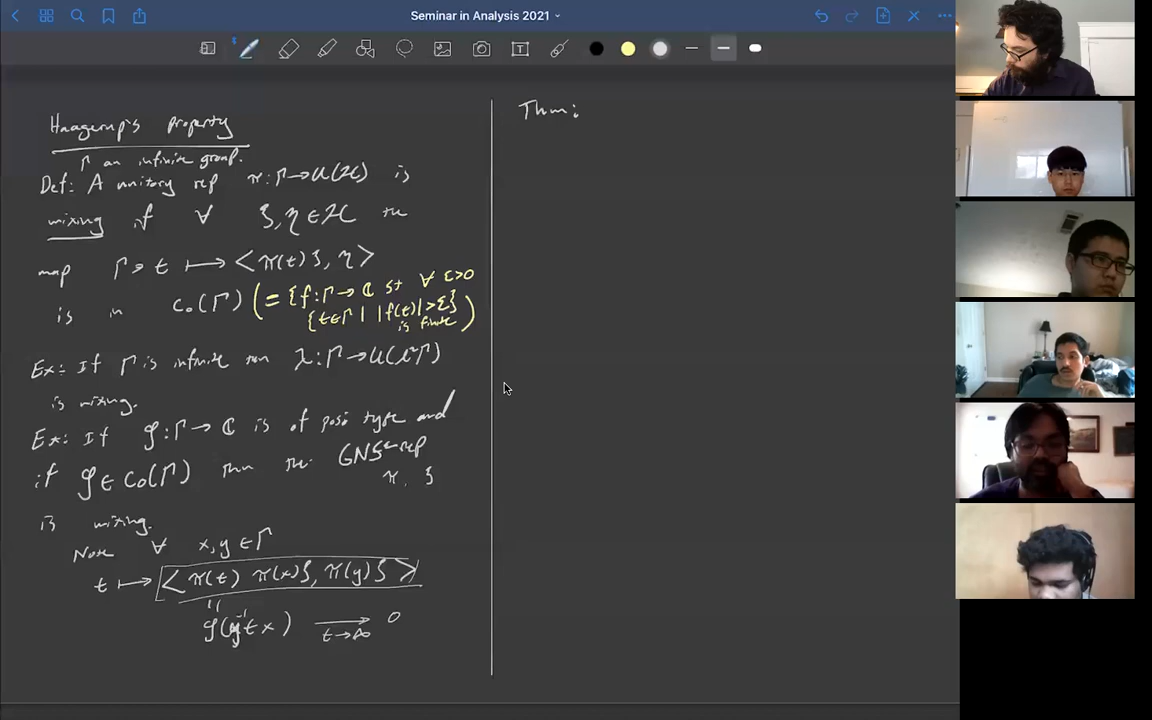 Seminar in Analysis 2021
Haagerup's property
Γ an infinite group.
Def: A unitary rep π: Γ → U(H) is
mixing if ∀ ξ, η ∈ H the
map Γ ∋ t ↦ <π(t)ξ, η>
is in C₀(Γ) (= {f: Γ → ℂ st ∀ ε>0
{t∈Γ | |f(t)| > ε}
is finite)
Ex: If Γ is infinite then λ: Γ → U(ℓ²Γ)
is mixing.
Ex: If φ: Γ → ℂ is of posi type and
if φ ∈ C₀(Γ) then the GNS-rep
π, ξ
is mixing.
Note ∀ x, y ∈ Γ
t ↦ <π(t) π(x)ξ, π(y)ξ>
φ(y⁻¹tx) → 0
t→∞
Thm: